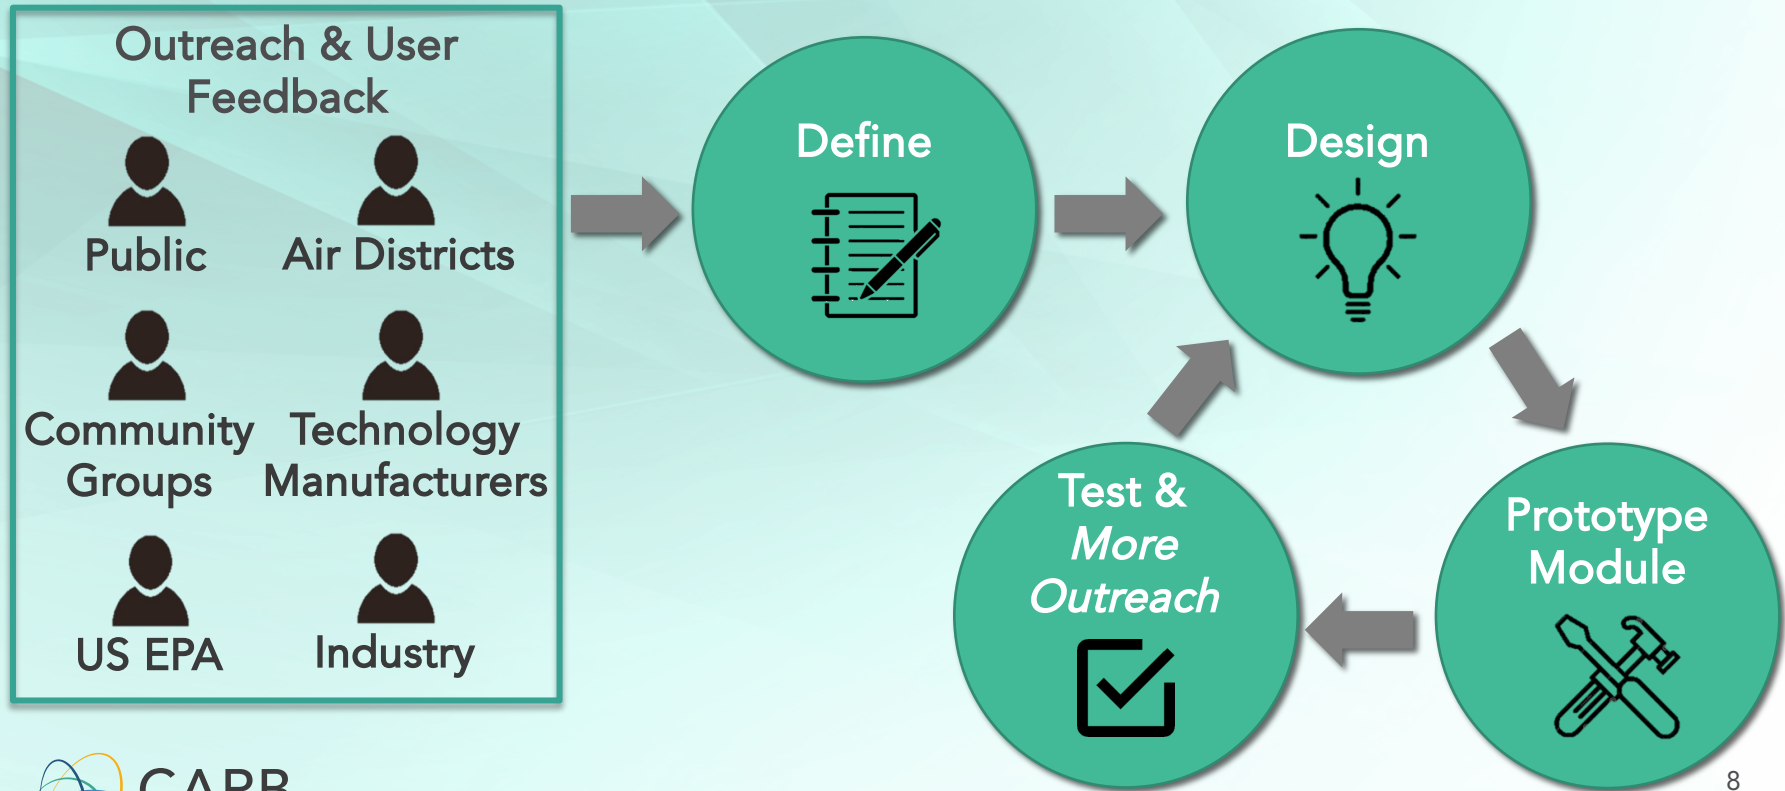 Outreach & User
Feedback
Public
Air Districts
Community
Groups
Technology
Manufacturers
US EPA
Industry
Define
Design
Prototype
Module
Test &
More
Outreach
CARB
8